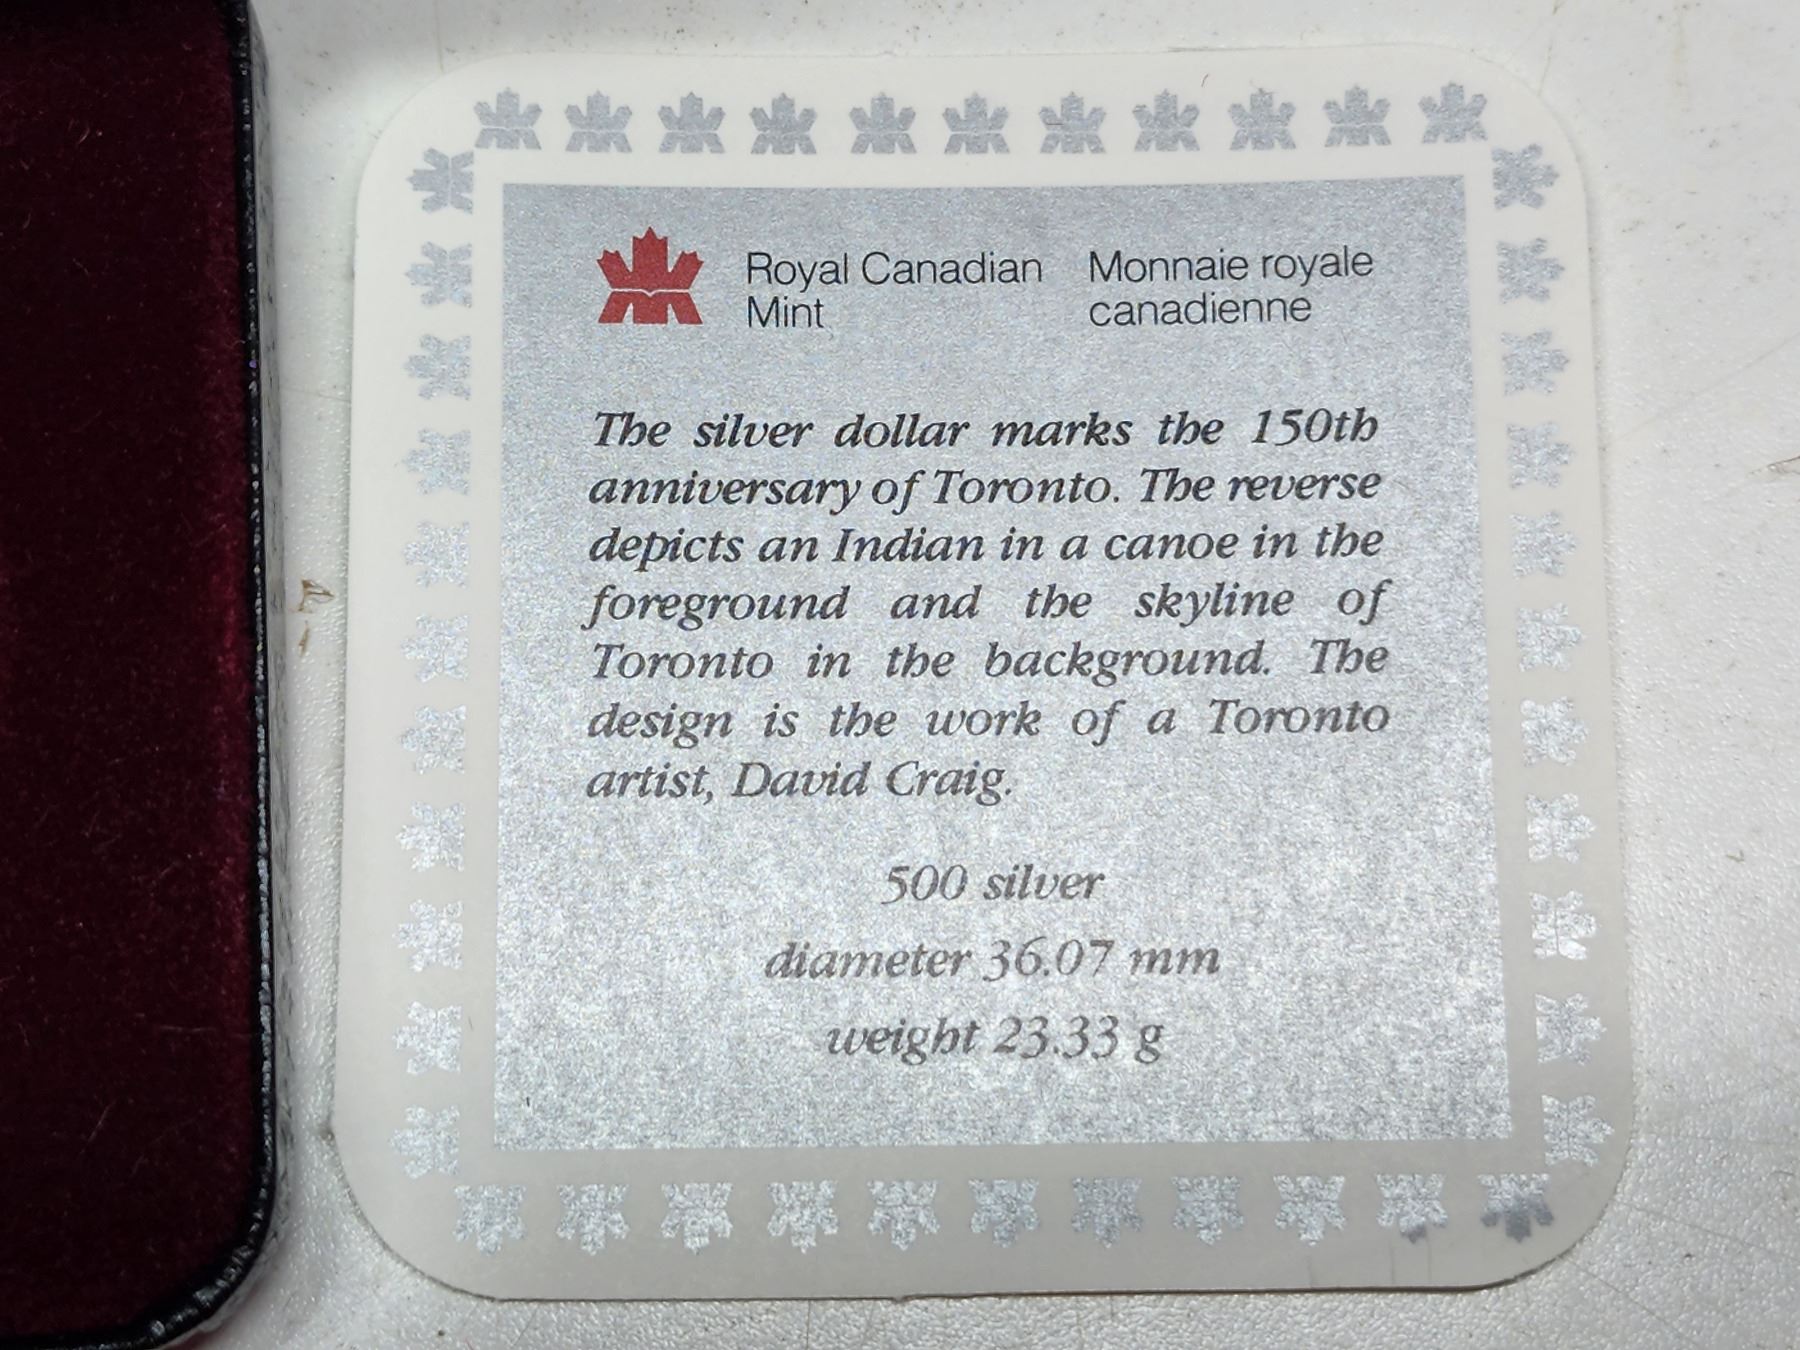 Royal Canadian
Mint
Monnaie royale
canadienne
The silver dollar marks the 150th
anniversary of Toronto. The reverse
depicts an Indian in a canoe in the
foreground and the skyline of
Toronto in the background. The
design is the work of a Toronto
artist, David Craig.
500 silver
diameter 36.07 mm
weight 23.33 g